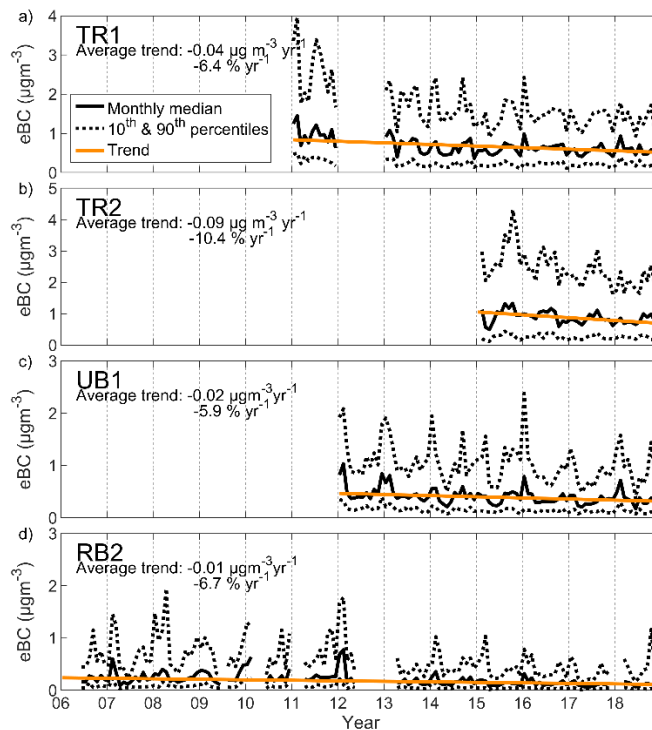 a) TR1
Average trend: -0.04 µg m⁻³ yr⁻¹
-6.4 % yr⁻¹
Monthly median
10th & 90th percentiles
Trend
eBC (µgm⁻³)
4
3
2
1
0
b) TR2
Average trend: -0.09 µg m⁻³ yr⁻¹
-10.4 % yr⁻¹
eBC (µgm⁻³)
5
4
3
2
1
0
c) UB1
Average trend: -0.02 µgm⁻³yr⁻¹
-5.9 % yr⁻¹
eBC (µgm⁻³)
3
2
1
0
d) RB2
Average trend: -0.01 µgm⁻³yr⁻¹
-6.7 % yr⁻¹
eBC (µgm⁻³)
3
2
1
0
06 07 08 09 10 11 12 13 14 15 16 17 18
Year